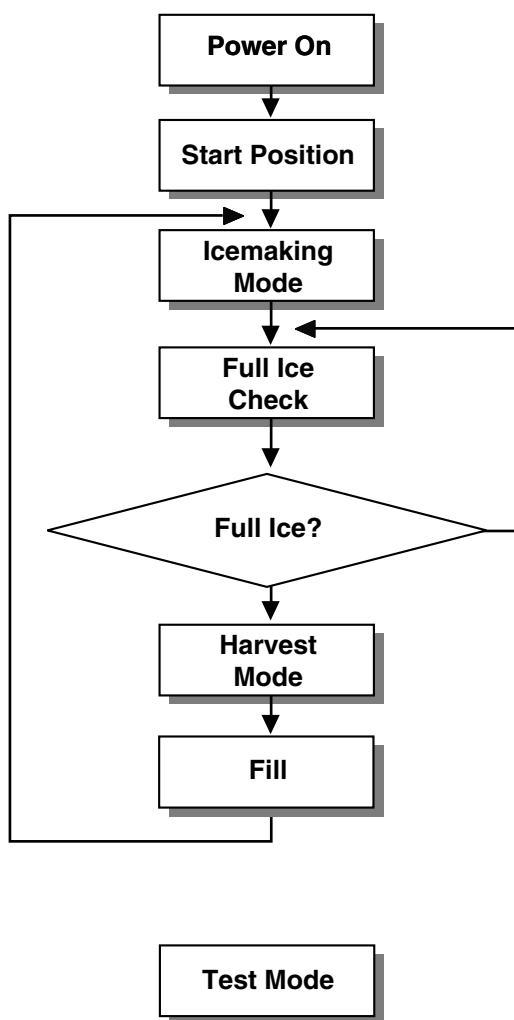 Power On
Start Position
Icemaking
Mode
Full Ice
Check
Full Ice?
Harvest
Mode
Fill
Test Mode